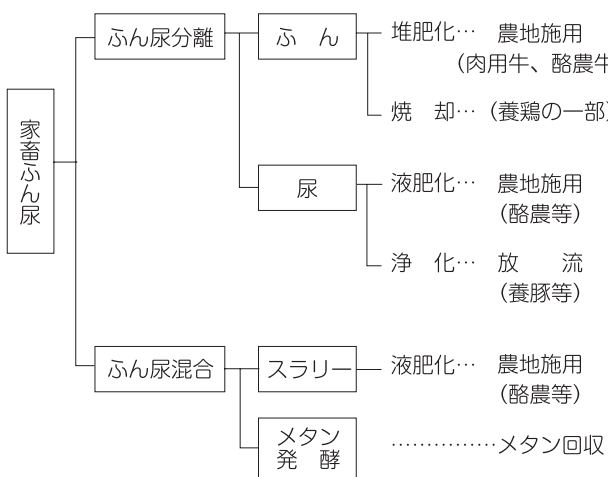 家畜ふん尿
ふん尿分離
ふ ん
堆肥化… 農地施用
（肉用牛、酪農牛
焼 却…（養鶏の一部）
尿
液肥化… 農地施用
（酪農等）
浄 化… 放 流
（養豚等）
ふん尿混合
スラリー
液肥化… 農地施用
（酪農等）
メタン
発 酵
……………メタン回収